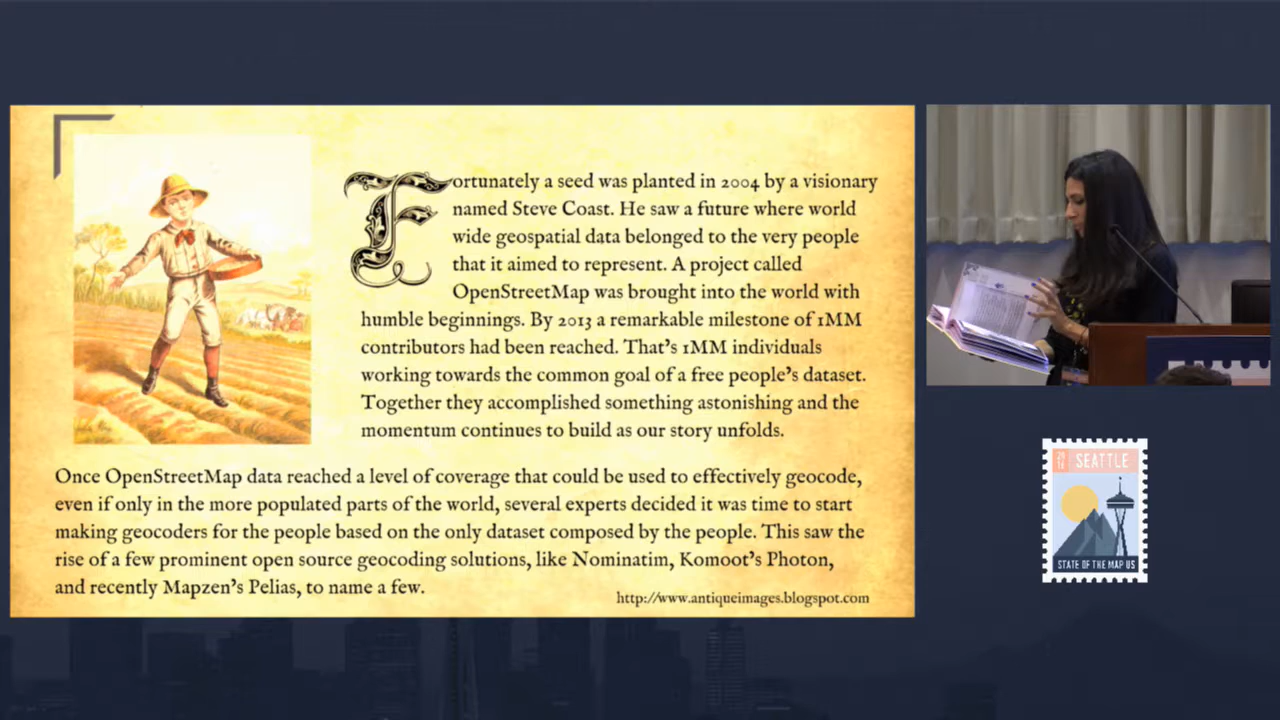 Fortunately a seed was planted in 2004 by a visionary
named Steve Coast. He saw a future where world
wide geospatial data belonged to the very people
that it aimed to represent. A project called
OpenStreetMap was brought into the world with
humble beginnings. By 2013 a remarkable milestone of 1MM
contributors had been reached. That's 1MM individuals
working towards the common goal of a free people's dataset.
Together they accomplished something astonishing and the
momentum continues to build as our story unfolds.
Once OpenStreetMap data reached a level of coverage that could be used to effectively geocode,
even if only in the more populated parts of the world, several experts decided it was time to start
making geocoders for the people based on the only dataset composed by the people. This saw the
rise of a few prominent open source geocoding solutions, like Nominatim, Komoot's Photon,
and recently Mapzen's Pelias, to name a few.
http://www.antiqueimages.blogspot.com
SEATTLE
STATE OF THE MAP US